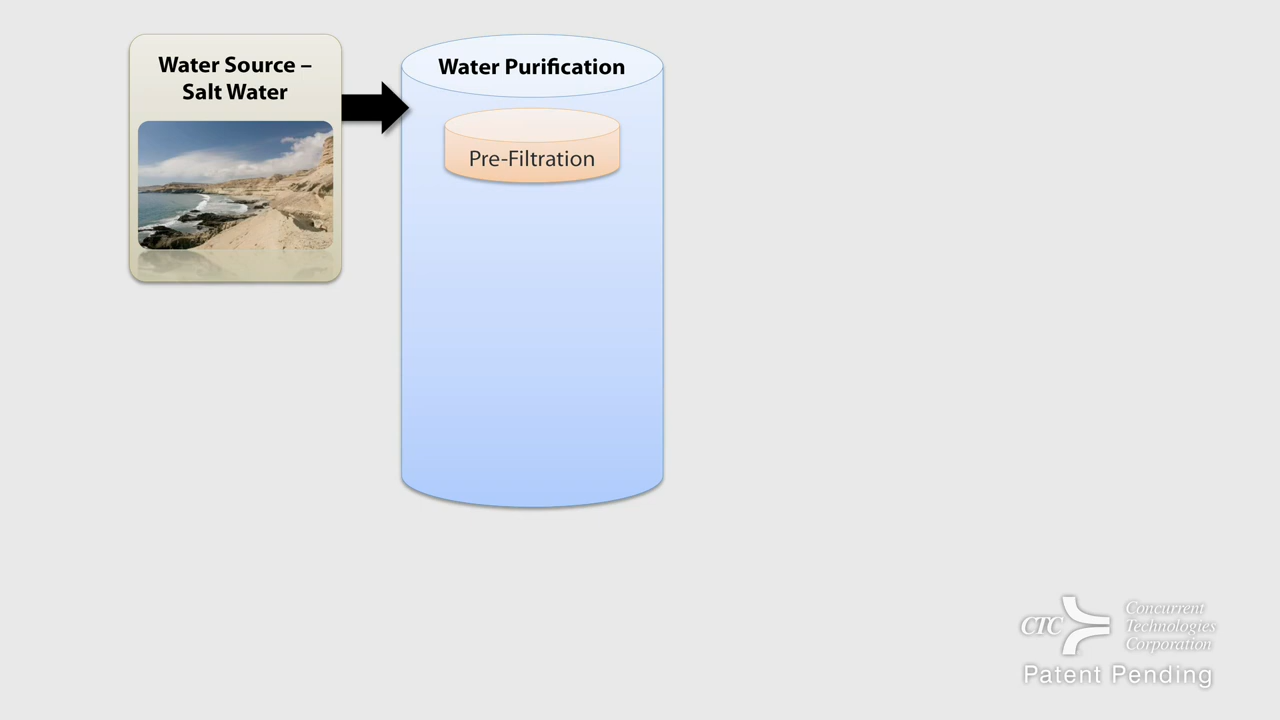 Water Source –
Salt Water
Water Purification
Pre-Filtration
CTC
Concurrent
Technologies
Corporation
Patent Pending